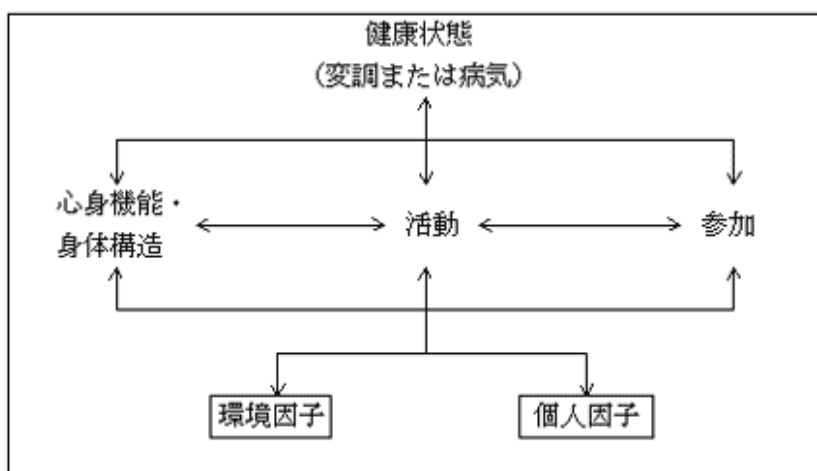 健康状態
(変調または病気)
心身機能・
身体構造
活動
参加
環境因子
個人因子